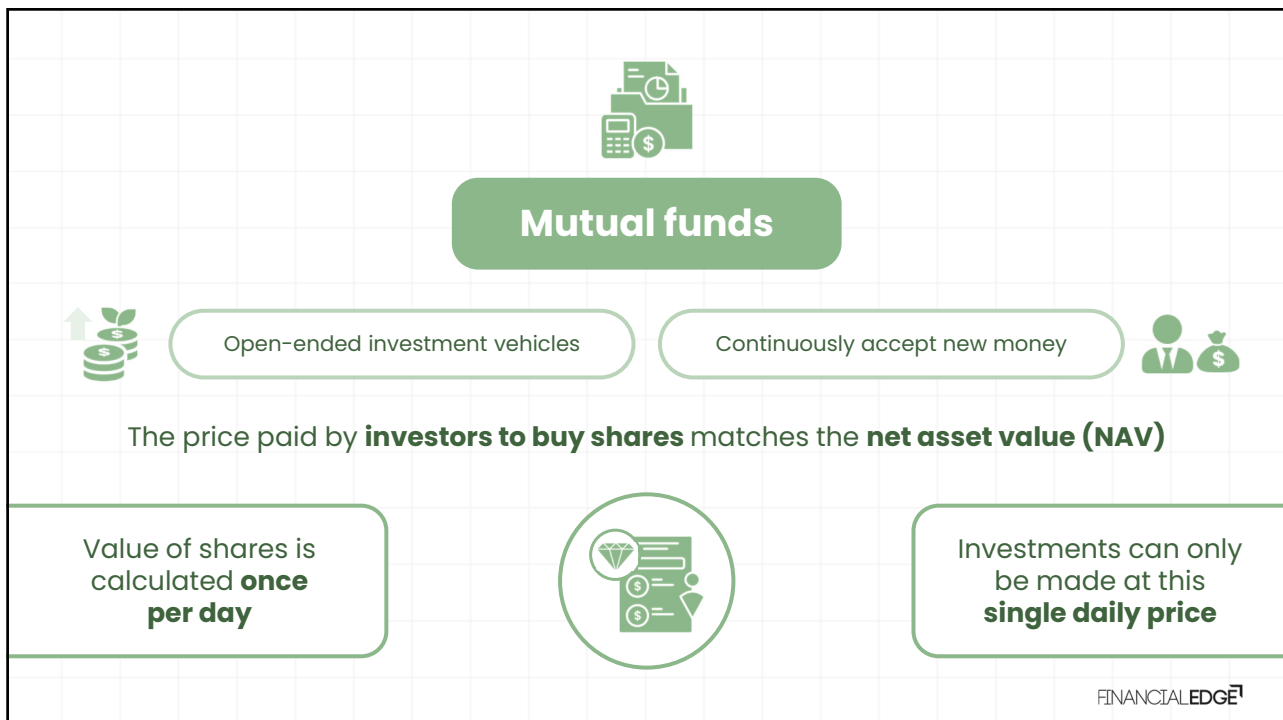 Mutual funds
Open-ended investment vehicles
Continuously accept new money
The price paid by investors to buy shares matches the net asset value (NAV)
Value of shares is
calculated once
per day
Investments can only
be made at this
single daily price
FINANCIALEDGE